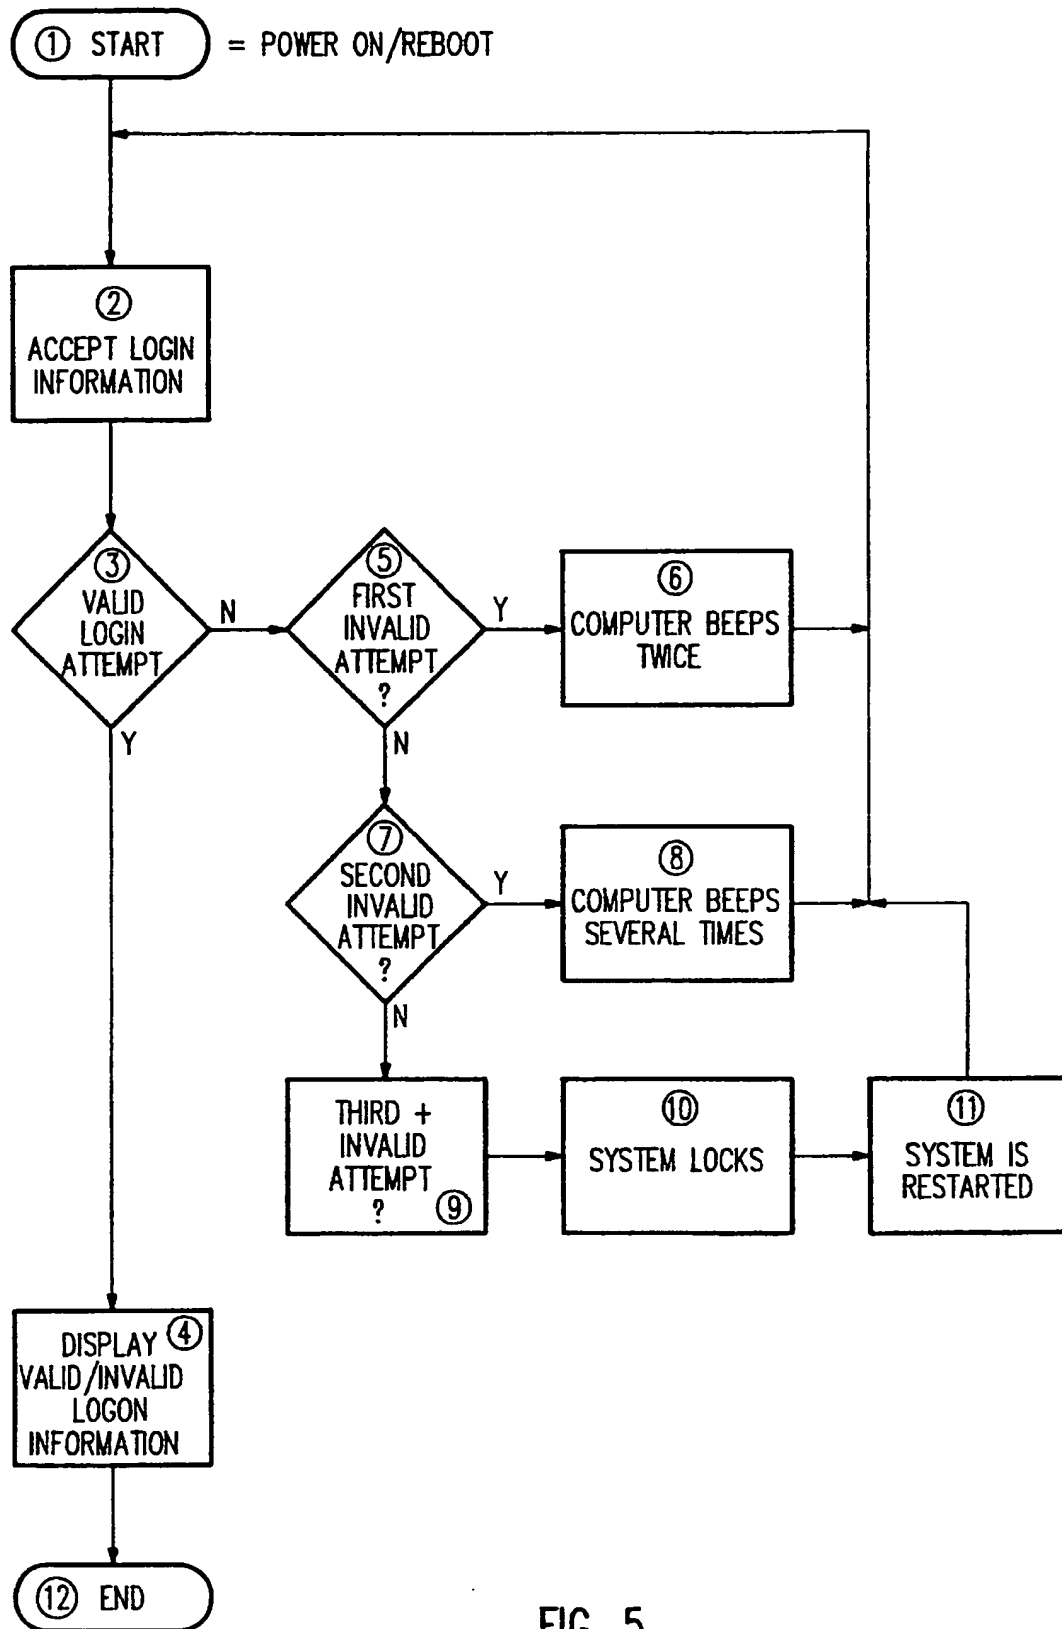 ① START = POWER ON/REBOOT
②
ACCEPT LOGIN
INFORMATION
③
VALID
LOGIN
ATTEMPT
N
Y
⑤
FIRST
INVALID
ATTEMPT
?
Y
N
⑥
COMPUTER BEEPS
TWICE
⑦
SECOND
INVALID
ATTEMPT
?
Y
N
⑧
COMPUTER BEEPS
SEVERAL TIMES
THIRD +
INVALID
ATTEMPT
? ⑨
⑩
SYSTEM LOCKS
⑪
SYSTEM IS
RESTARTED
DISPLAY ④
VALID/INVALID
LOGON
INFORMATION
⑫ END
FIG. 5